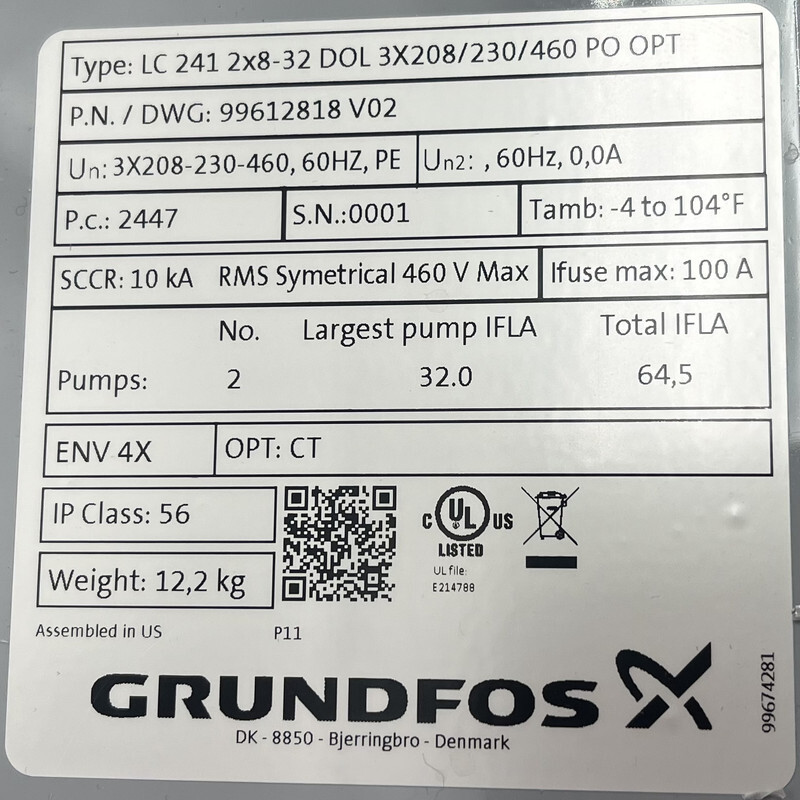 Type: LC 241 2x8-32 DOL 3X208/230/460 PO OPT
P.N. / DWG: 99612818 V02
Un: 3X208-230-460, 60HZ, PE Un2: , 60Hz, 0,0A
P.c.: 2447 S.N.:0001 Tamb: -4 to 104°F
SCCR: 10 kA RMS Symetrical 460 V Max Ifuse max: 100 A
No. Largest pump IFLA Total IFLA
Pumps: 2 32.0 64,5
ENV 4X OPT: CT
IP Class: 56
C UL US
LISTED
UL file:
E214788
Weight: 12,2 kg
Assembled in US P11
99674281
GRUNDFOS
DK - 8850 - Bjerringbro - Denmark